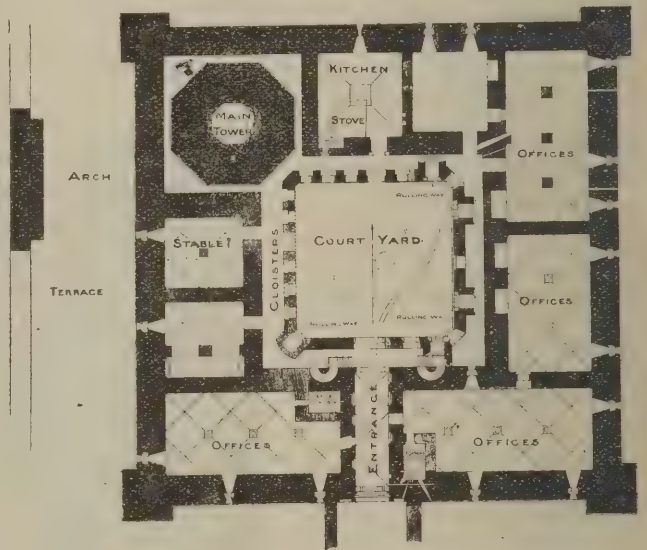 KITCHEN
MAIN
TOWER
STOVE
OFFICES
ARCH
STABLE
CLOISTERS
COURT YARD
TERRACE
OFFICES
ENTRANCE
OFFICES
OFFICES